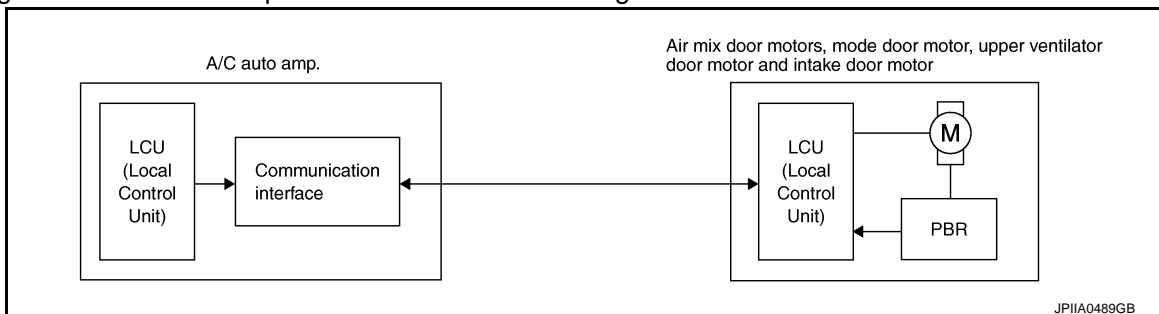 A/C auto amp.
LCU
(Local
Control
Unit)
Communication
interface
Air mix door motors, mode door motor, upper ventilator
door motor and intake door motor
LCU
(Local
Control
Unit)
M
PBR
JPIIA0489GB